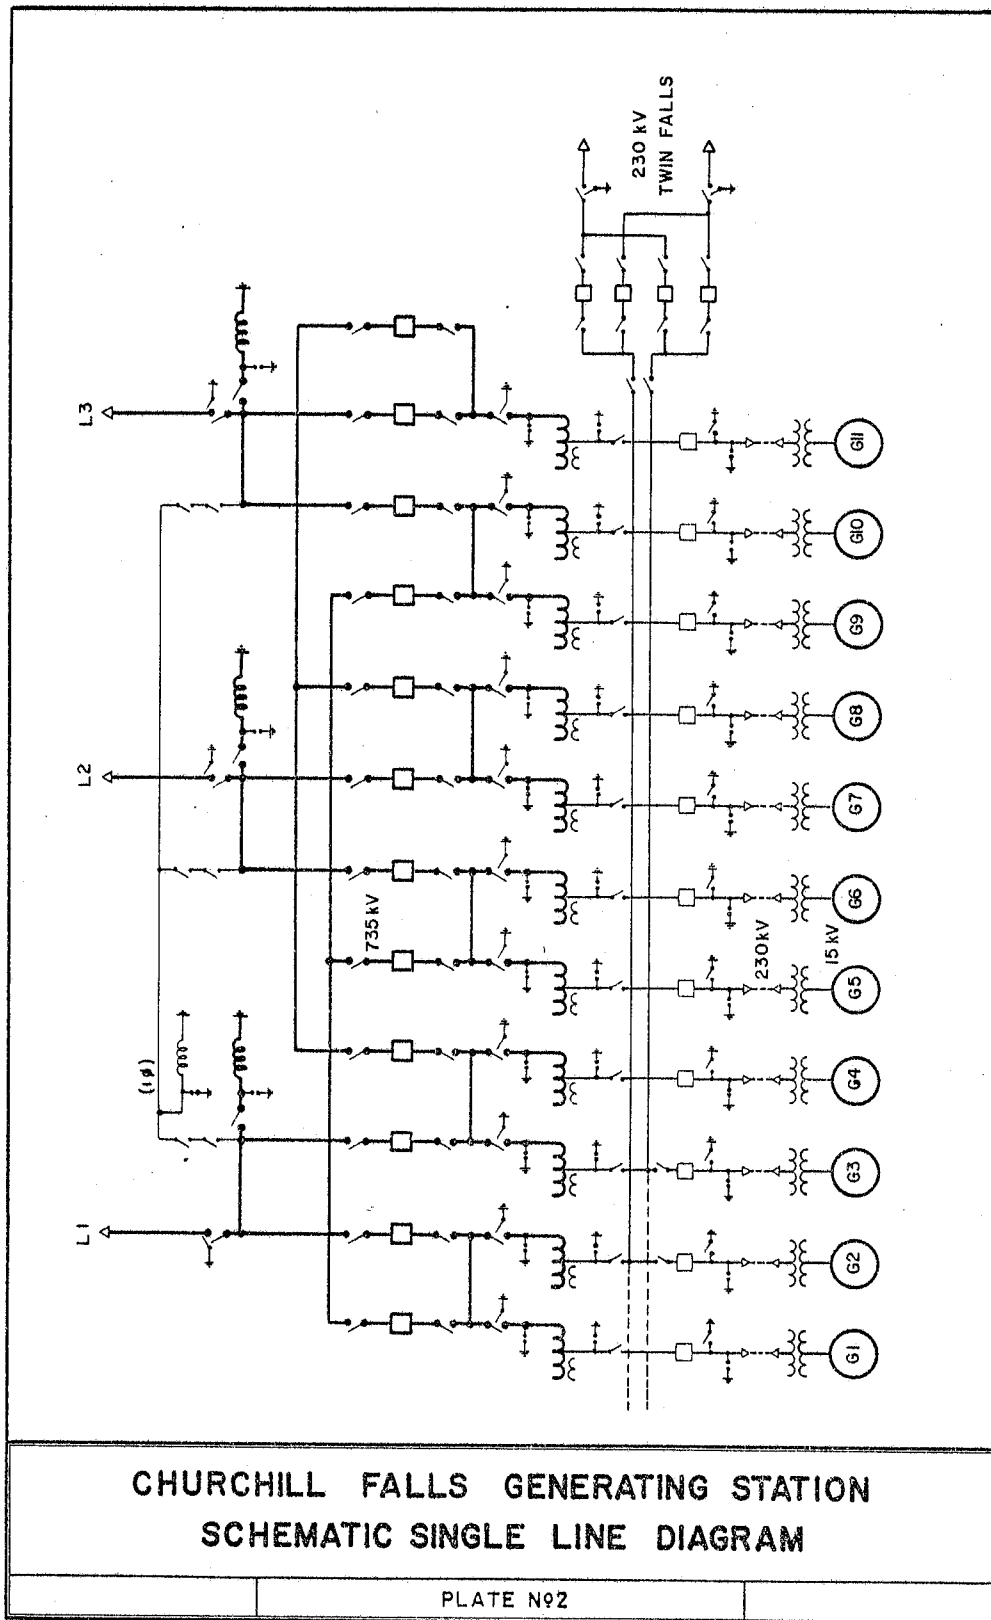 L3
L2
L1
(1φ)
230 kV
TWIN FALLS
735 kV
230 kV
15 kV
G11
G10
G9
G8
G7
G6
G5
G4
G3
G2
G1
CHURCHILL FALLS GENERATING STATION
SCHEMATIC SINGLE LINE DIAGRAM
PLATE Nº2